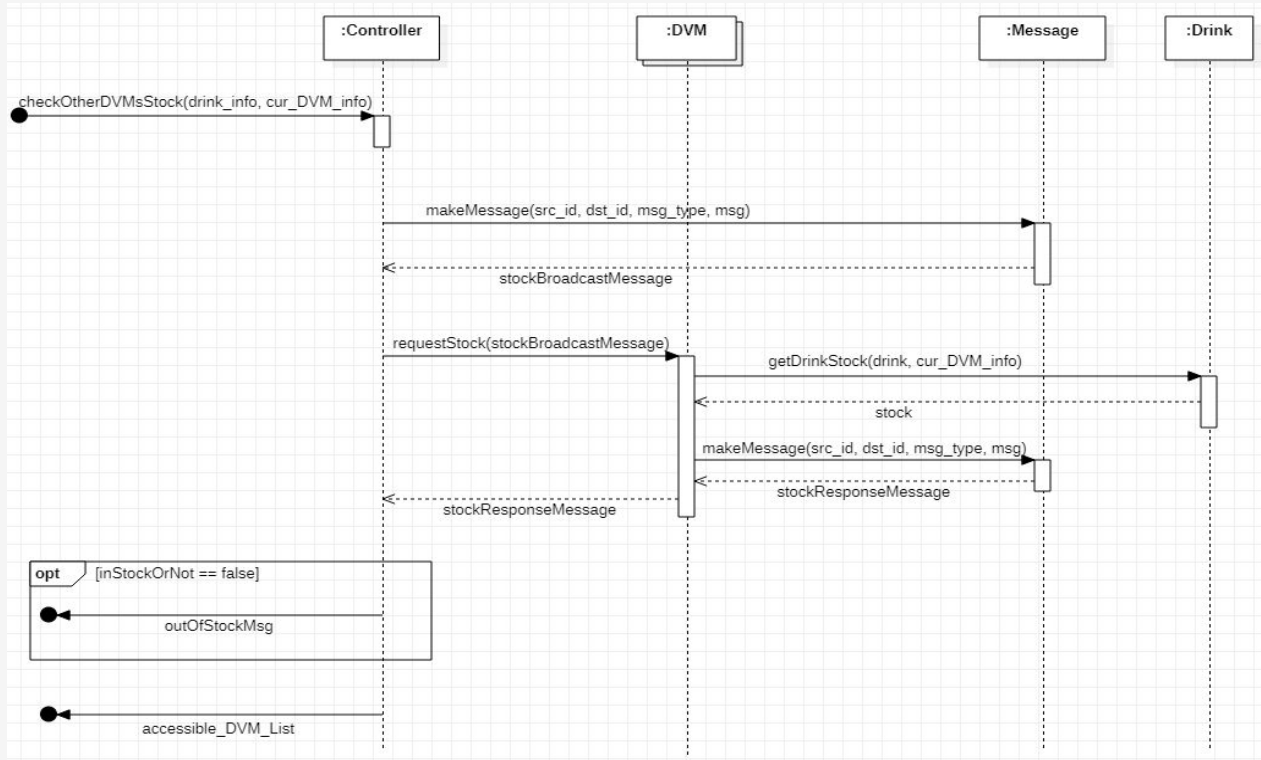 :Controller
:DVM
:Message
:Drink
checkOtherDVMsStock(drink_info, cur_DVM_info)
makeMessage(src_id, dst_id, msg_type, msg)
stockBroadcastMessage
requestStock(stockBroadcastMessage)
getDrinkStock(drink, cur_DVM_info)
stock
makeMessage(src_id, dst_id, msg_type, msg)
stockResponseMessage
stockResponseMessage
opt
[inStockOrNot == false]
outOfStockMsg
accessible_DVM_List